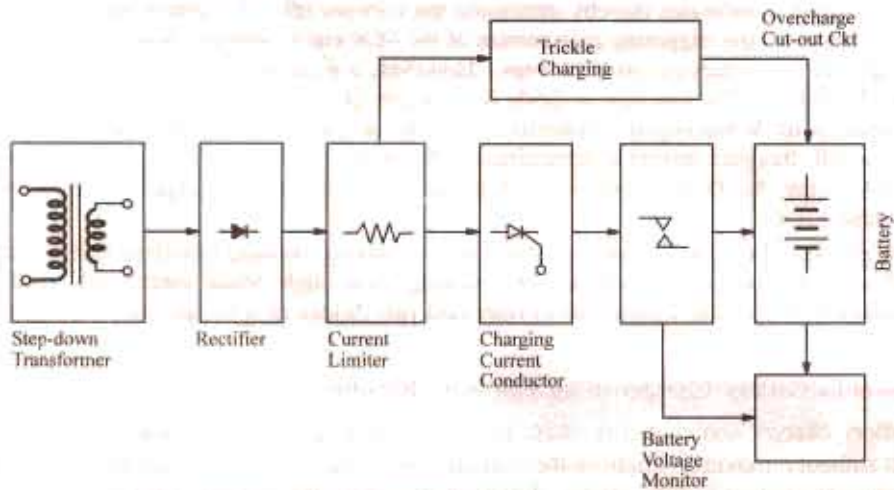 Overcharge
Cut-out Ckt
Trickle
Charging
Battery
Step-down
Transformer
Rectifier
Current
Limiter
Charging
Current
Conductor
Battery
Voltage
Monitor